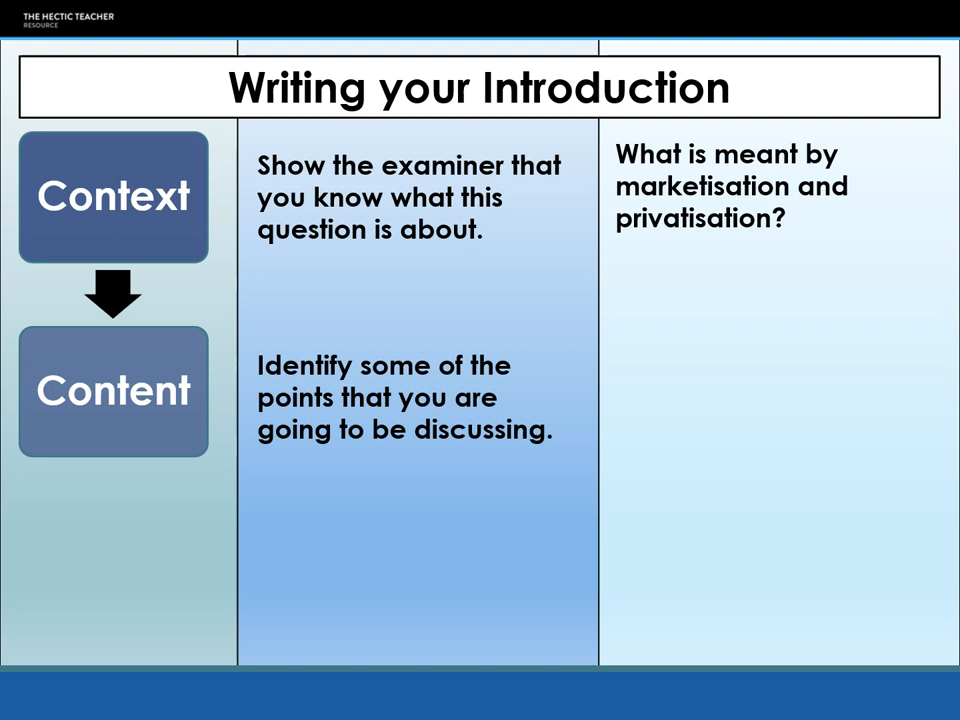 THE HECTIC TEACHER
RESOURCE
Writing your Introduction
Context
Show the examiner that
you know what this
question is about.
What is meant by
marketisation and
privatisation?
Content
Identify some of the
points that you are
going to be discussing.